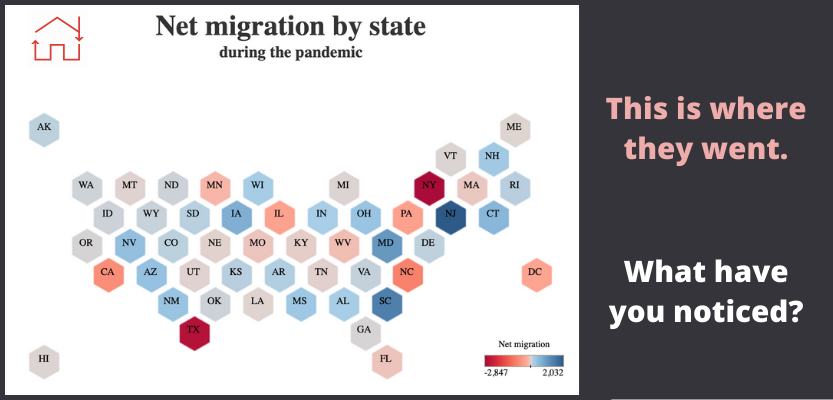 Net migration by state
during the pandemic
AK
ME
VT NH
WA MT ND MN WI MI NY MA RI
ID WY SD IA IL IN OH PA NJ CT
OR NV CO NE MO KY WV MD DE
CA AZ UT KS AR TN VA NC DC
NM OK LA MS AL SC
TX GA
HI FL
Net migration
-2,847 2,032
This is where
they went.
What have
you noticed?